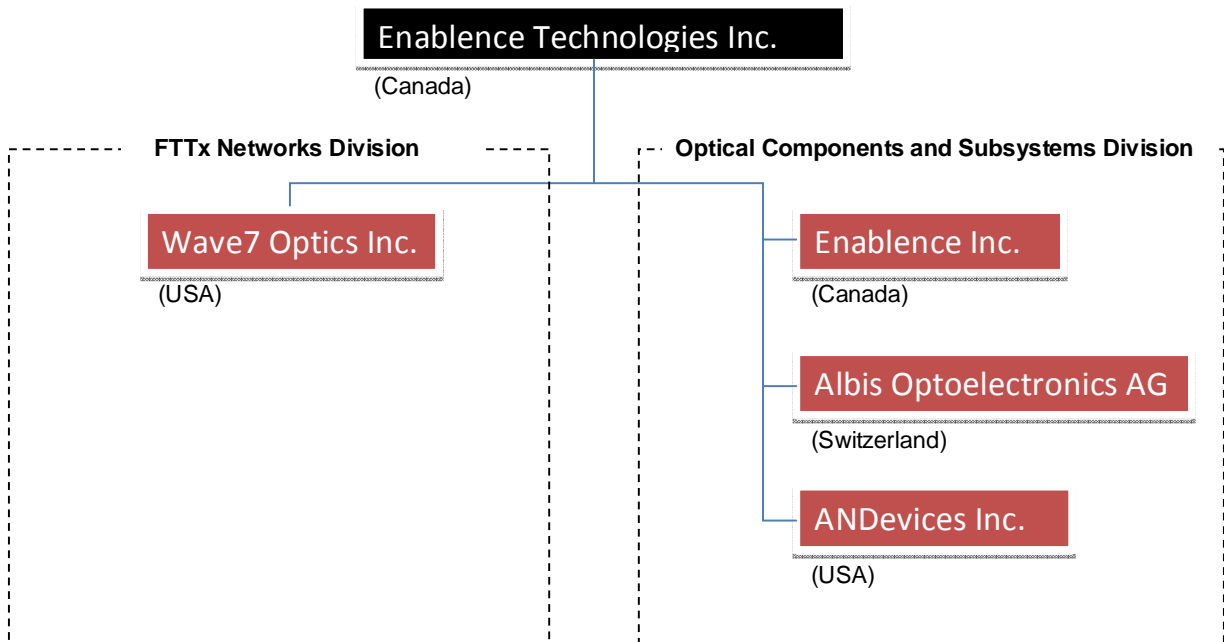 Enablence Technologies Inc.
(Canada)
FTTx Networks Division
Wave7 Optics Inc.
(USA)
Optical Components and Subsystems Division
Enablence Inc.
(Canada)
Albis Optoelectronics AG
(Switzerland)
ANDevices Inc.
(USA)